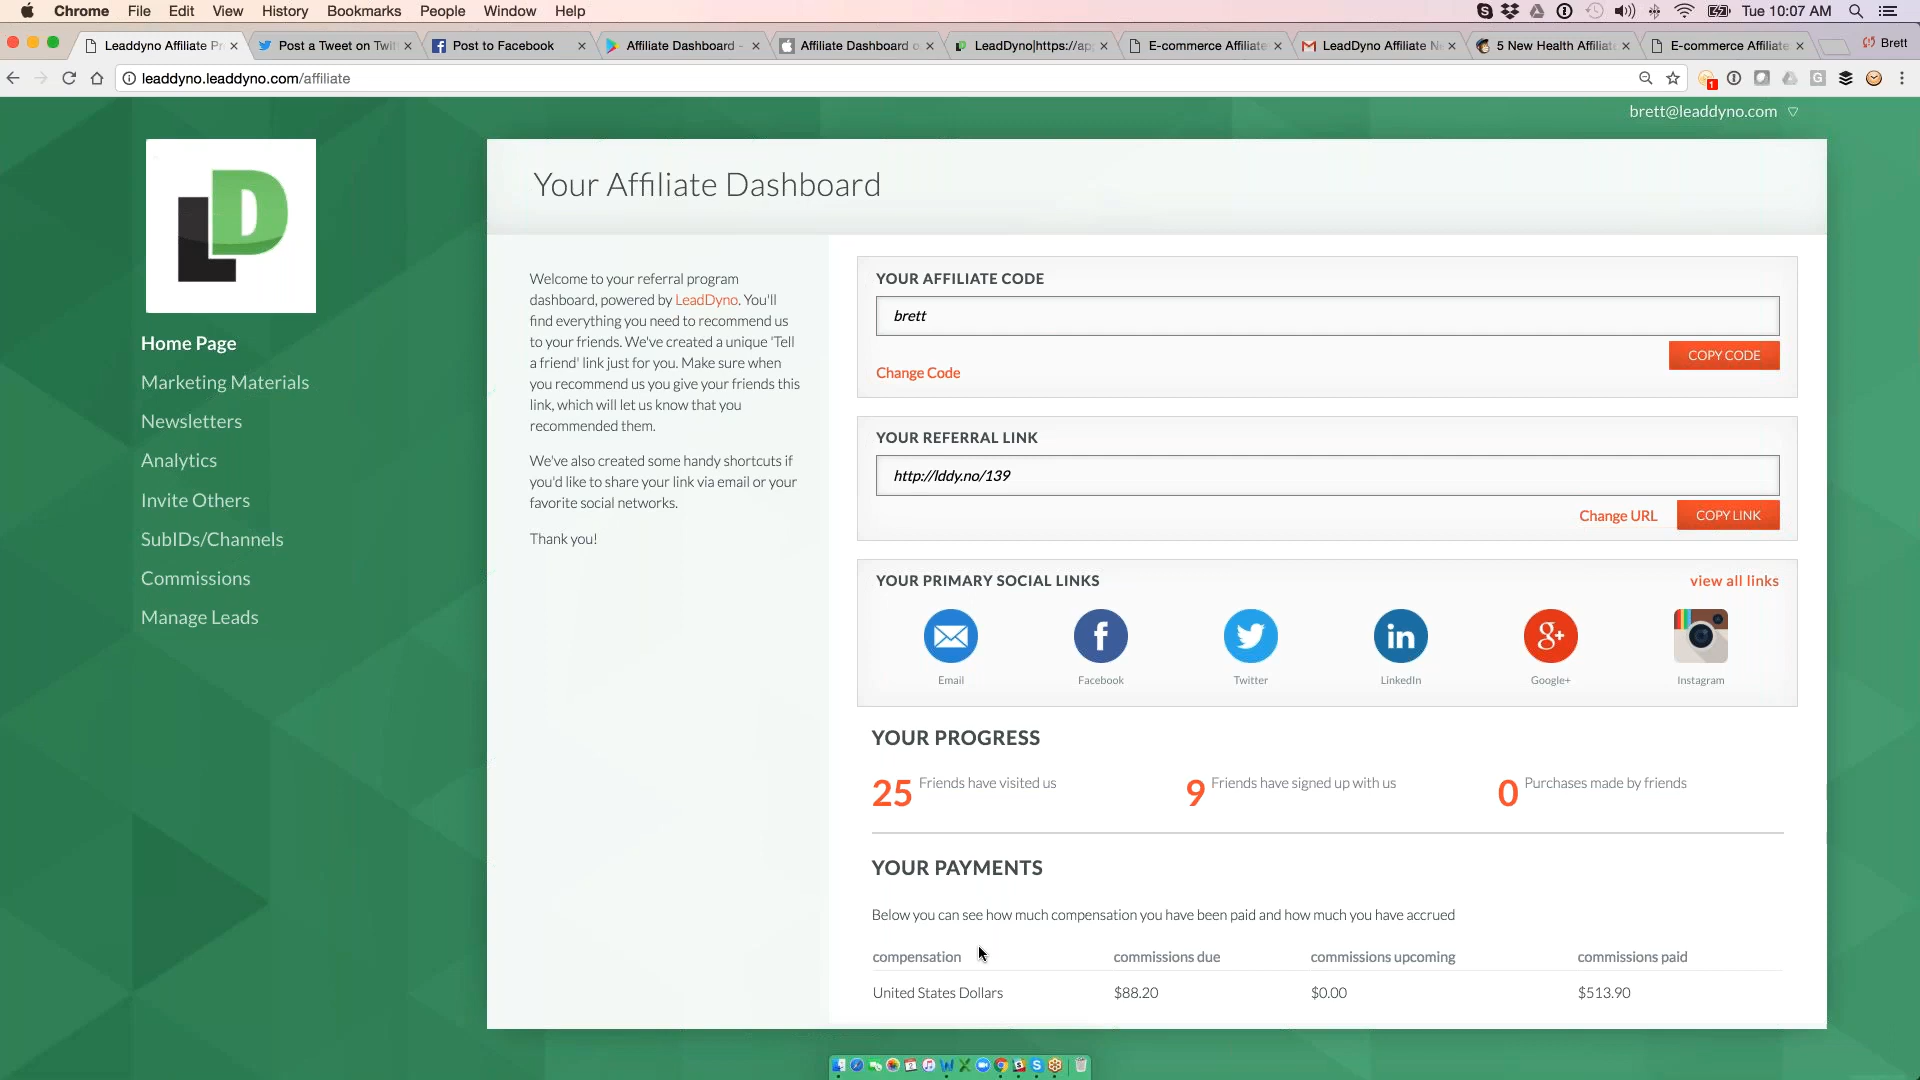 Chrome File Edit View History Bookmarks People Window Help Tue 10:07 AM
Leaddyno Affiliate Pr Post a Tweet on Twit Post to Facebook Affiliate Dashboard - Affiliate Dashboard o LeadDyno|https://app E-commerce Affiliate LeadDyno Affiliate N 5 New Health Affiliat E-commerce Affiliate Brett
leaddyno.leaddyno.com/affiliate
brett@leaddyno.com
LD
Home Page
Marketing Materials
Newsletters
Analytics
Invite Others
SubIDs/Channels
Commissions
Manage Leads
Your Affiliate Dashboard
Welcome to your referral program
dashboard, powered by LeadDyno. You'll
find everything you need to recommend us
to your friends. We've created a unique 'Tell
a friend' link just for you. Make sure when
you recommend us you give your friends this
link, which will let us know that you
recommended them.
We've also created some handy shortcuts if
you'd like to share your link via email or your
favorite social networks.
Thank you!
YOUR AFFILIATE CODE
brett
COPY CODE
Change Code
YOUR REFERRAL LINK
http://lddy.no/139
Change URL COPY LINK
YOUR PRIMARY SOCIAL LINKS view all links
Email Facebook Twitter LinkedIn Google+ Instagram
YOUR PROGRESS
25 Friends have visited us 9 Friends have signed up with us 0 Purchases made by friends
YOUR PAYMENTS
Below you can see how much compensation you have been paid and how much you have accrued
compensation commissions due commissions upcoming commissions paid
United States Dollars $88.20 $0.00 $513.90